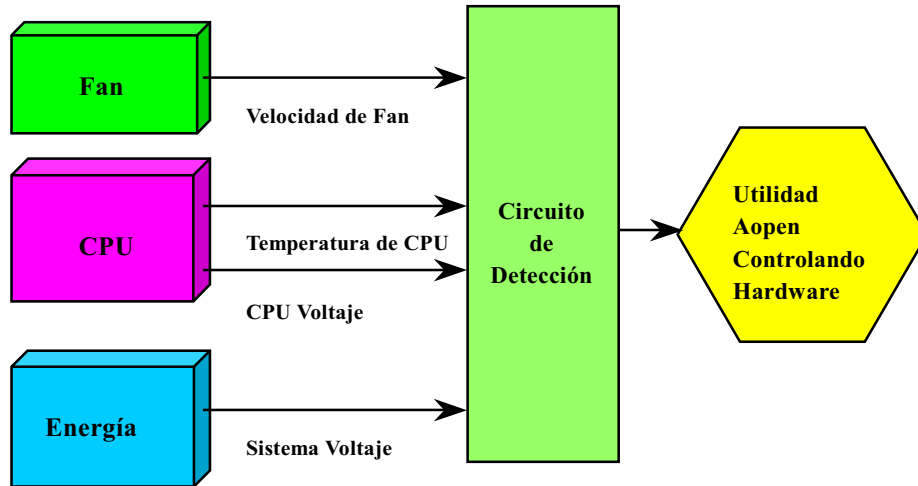 Fan
Velocidad de Fan
CPU
Temperatura de CPU
CPU Voltaje
Energía
Sistema Voltaje
Circuito
de
Detección
Utilidad
Aopen
Controlando
Hardware